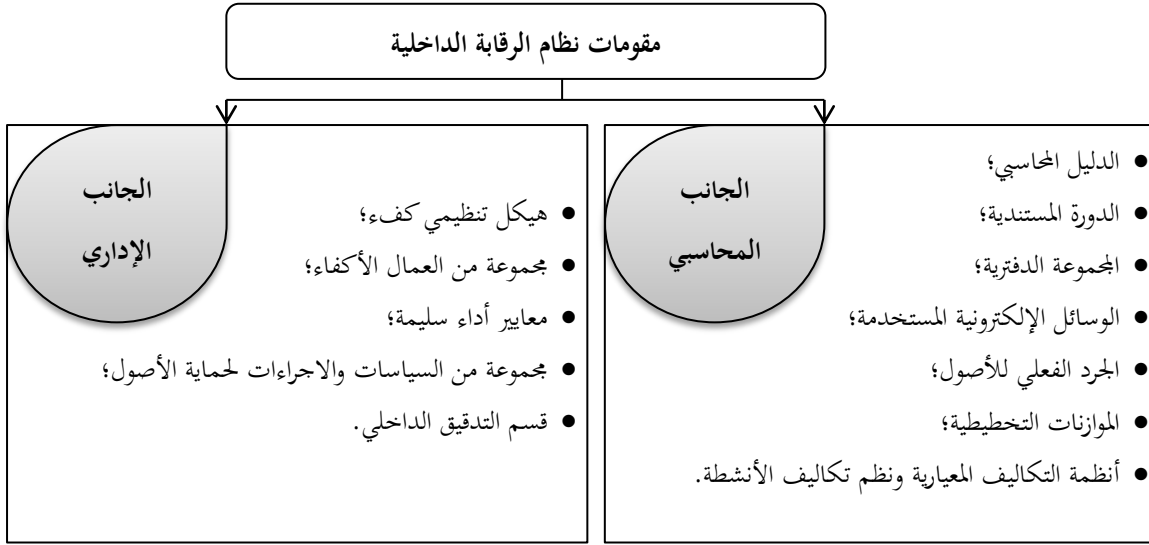 مقومات نظام الرقابة الداخلية
الجانب
المحاسبي
● الدليل المحاسبي؛
● الدورة المستندية؛
● المجموعة الدفترية؛
● الوسائل الإلكترونية المستخدمة؛
● الجرد الفعلي للأصول؛
● الموازنات التخطيطية؛
● أنظمة التكاليف المعيارية ونظم تكاليف الأنشطة.
الجانب
الإداري
● هيكل تنظيمي كفء؛
● مجموعة من العمال الأكفاء؛
● معايير أداء سليمة؛
● مجموعة من السياسات والاجراءات لحماية الأصول؛
● قسم التدقيق الداخلي.